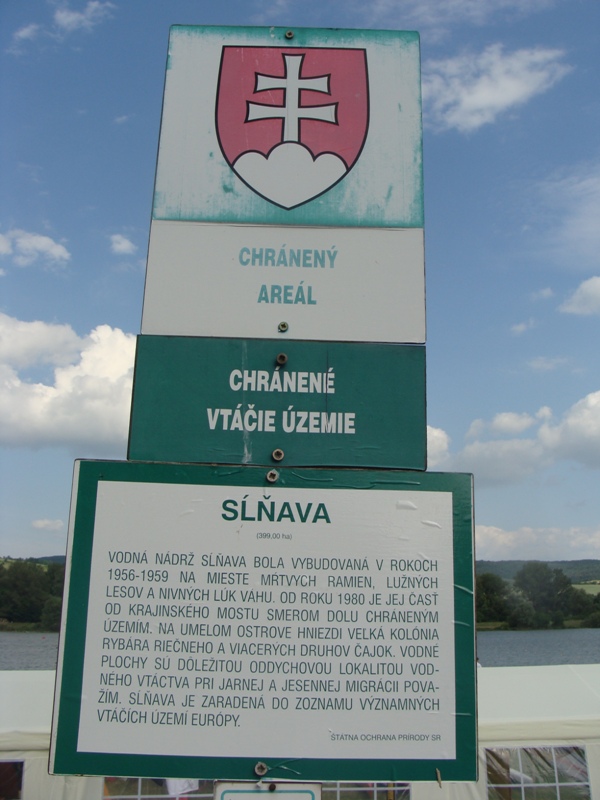 CHRÁNENÝ
AREÁL
CHRÁNENÉ
VTÁČIE ÚZEMIE
SĹŇAVA
(399,00 ha)
VODNÁ NÁDRŽ SĹŇAVA BOLA VYBUDOVANÁ V ROKOCH
1956-1959 NA MIESTE MŔTVYCH RAMIEN, LUŽNÝCH
LESOV A NIVNÝCH LÚK VÁHU. OD ROKU 1980 JE JEJ ČASŤ
OD KRAJINSKÉHO MOSTU SMEROM DOLU CHRÁNENÝM
ÚZEMÍM. NA UMELOM OSTROVE HNIEZDI VEĽKÁ KOLÓNIA
RYBÁRA RIEČNEHO A VIACERÝCH DRUHOV ČAJOK. VODNÉ
PLOCHY SÚ DÔLEŽITOU ODDYCHOVOU LOKALITOU VOD-
NÉHO VTÁCTVA PRI JARNEJ A JESENNEJ MIGRÁCII POVA-
ŽÍM. SĹŇAVA JE ZARADENÁ DO ZOZNAMU VÝZNAMNÝCH
VTÁČÍCH ÚZEMÍ EURÓPY.
ŠTÁTNA OCHRANA PRÍRODY SR